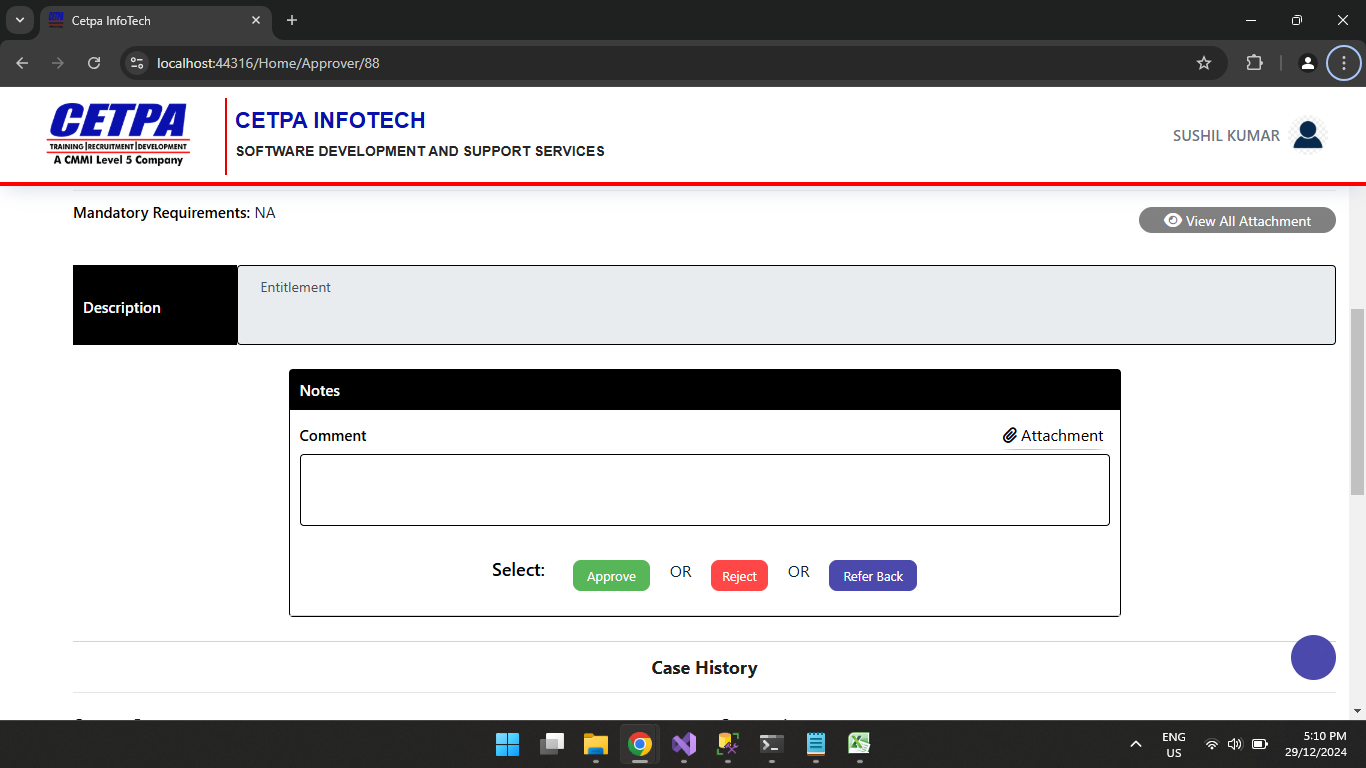 Cetpa InfoTech
localhost:44316/Home/Approver/88
CETPA
TRAINING|RECRUITMENT|DEVELOPMENT
A CMMI Level 5 Company
CETPA INFOTECH
SOFTWARE DEVELOPMENT AND SUPPORT SERVICES
SUSHIL KUMAR
Mandatory Requirements: NA
View All Attachment
Description
Entitlement
Notes
Comment
Attachment
Select: Approve OR Reject OR Refer Back
Case History
ENG
US
5:10 PM
29/12/2024